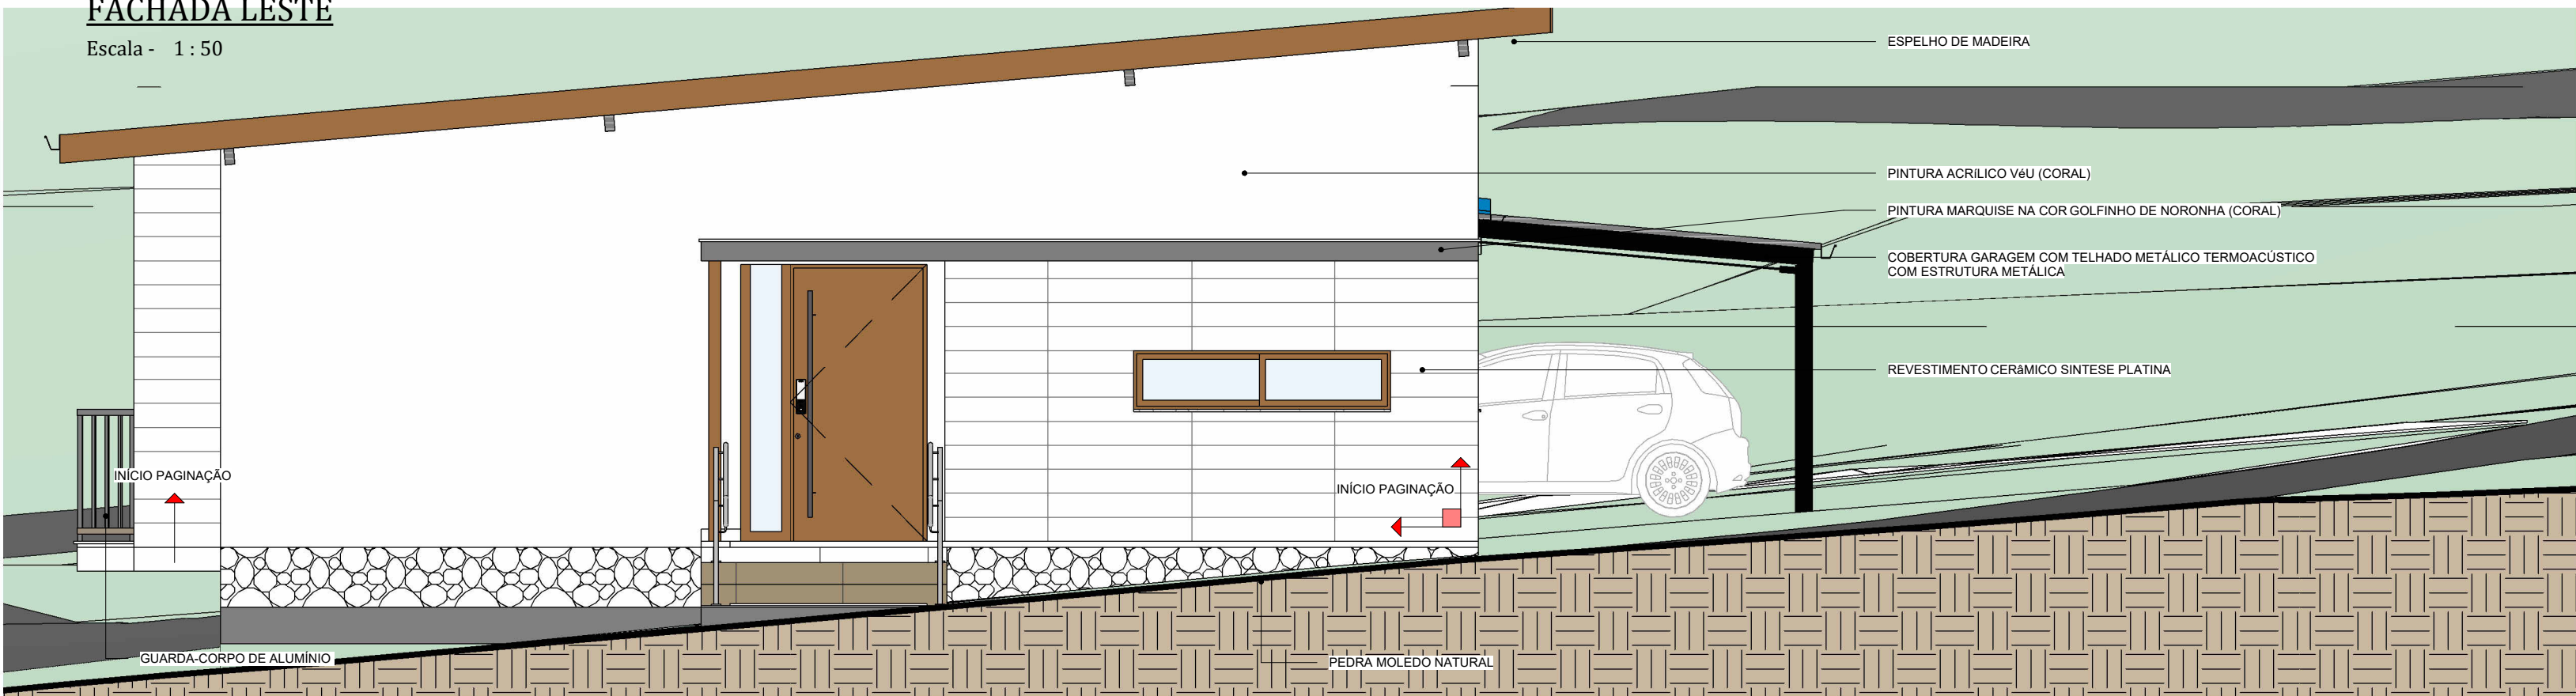 FACHADA LESTE
Escala - 1 : 50
ESPELHO DE MADEIRA
PINTURA ACRíLICO VéU (CORAL)
PINTURA MARQUISE NA COR GOLFINHO DE NORONHA (CORAL)
COBERTURA GARAGEM COM TELHADO METÁLICO TERMOACÚSTICO
COM ESTRUTURA METÁLICA
REVESTIMENTO CERâMICO SINTESE PLATINA
INÍCIO PAGINAÇÃO
INÍCIO PAGINAÇÃO
GUARDA-CORPO DE ALUMÍNIO
PEDRA MOLEDO NATURAL